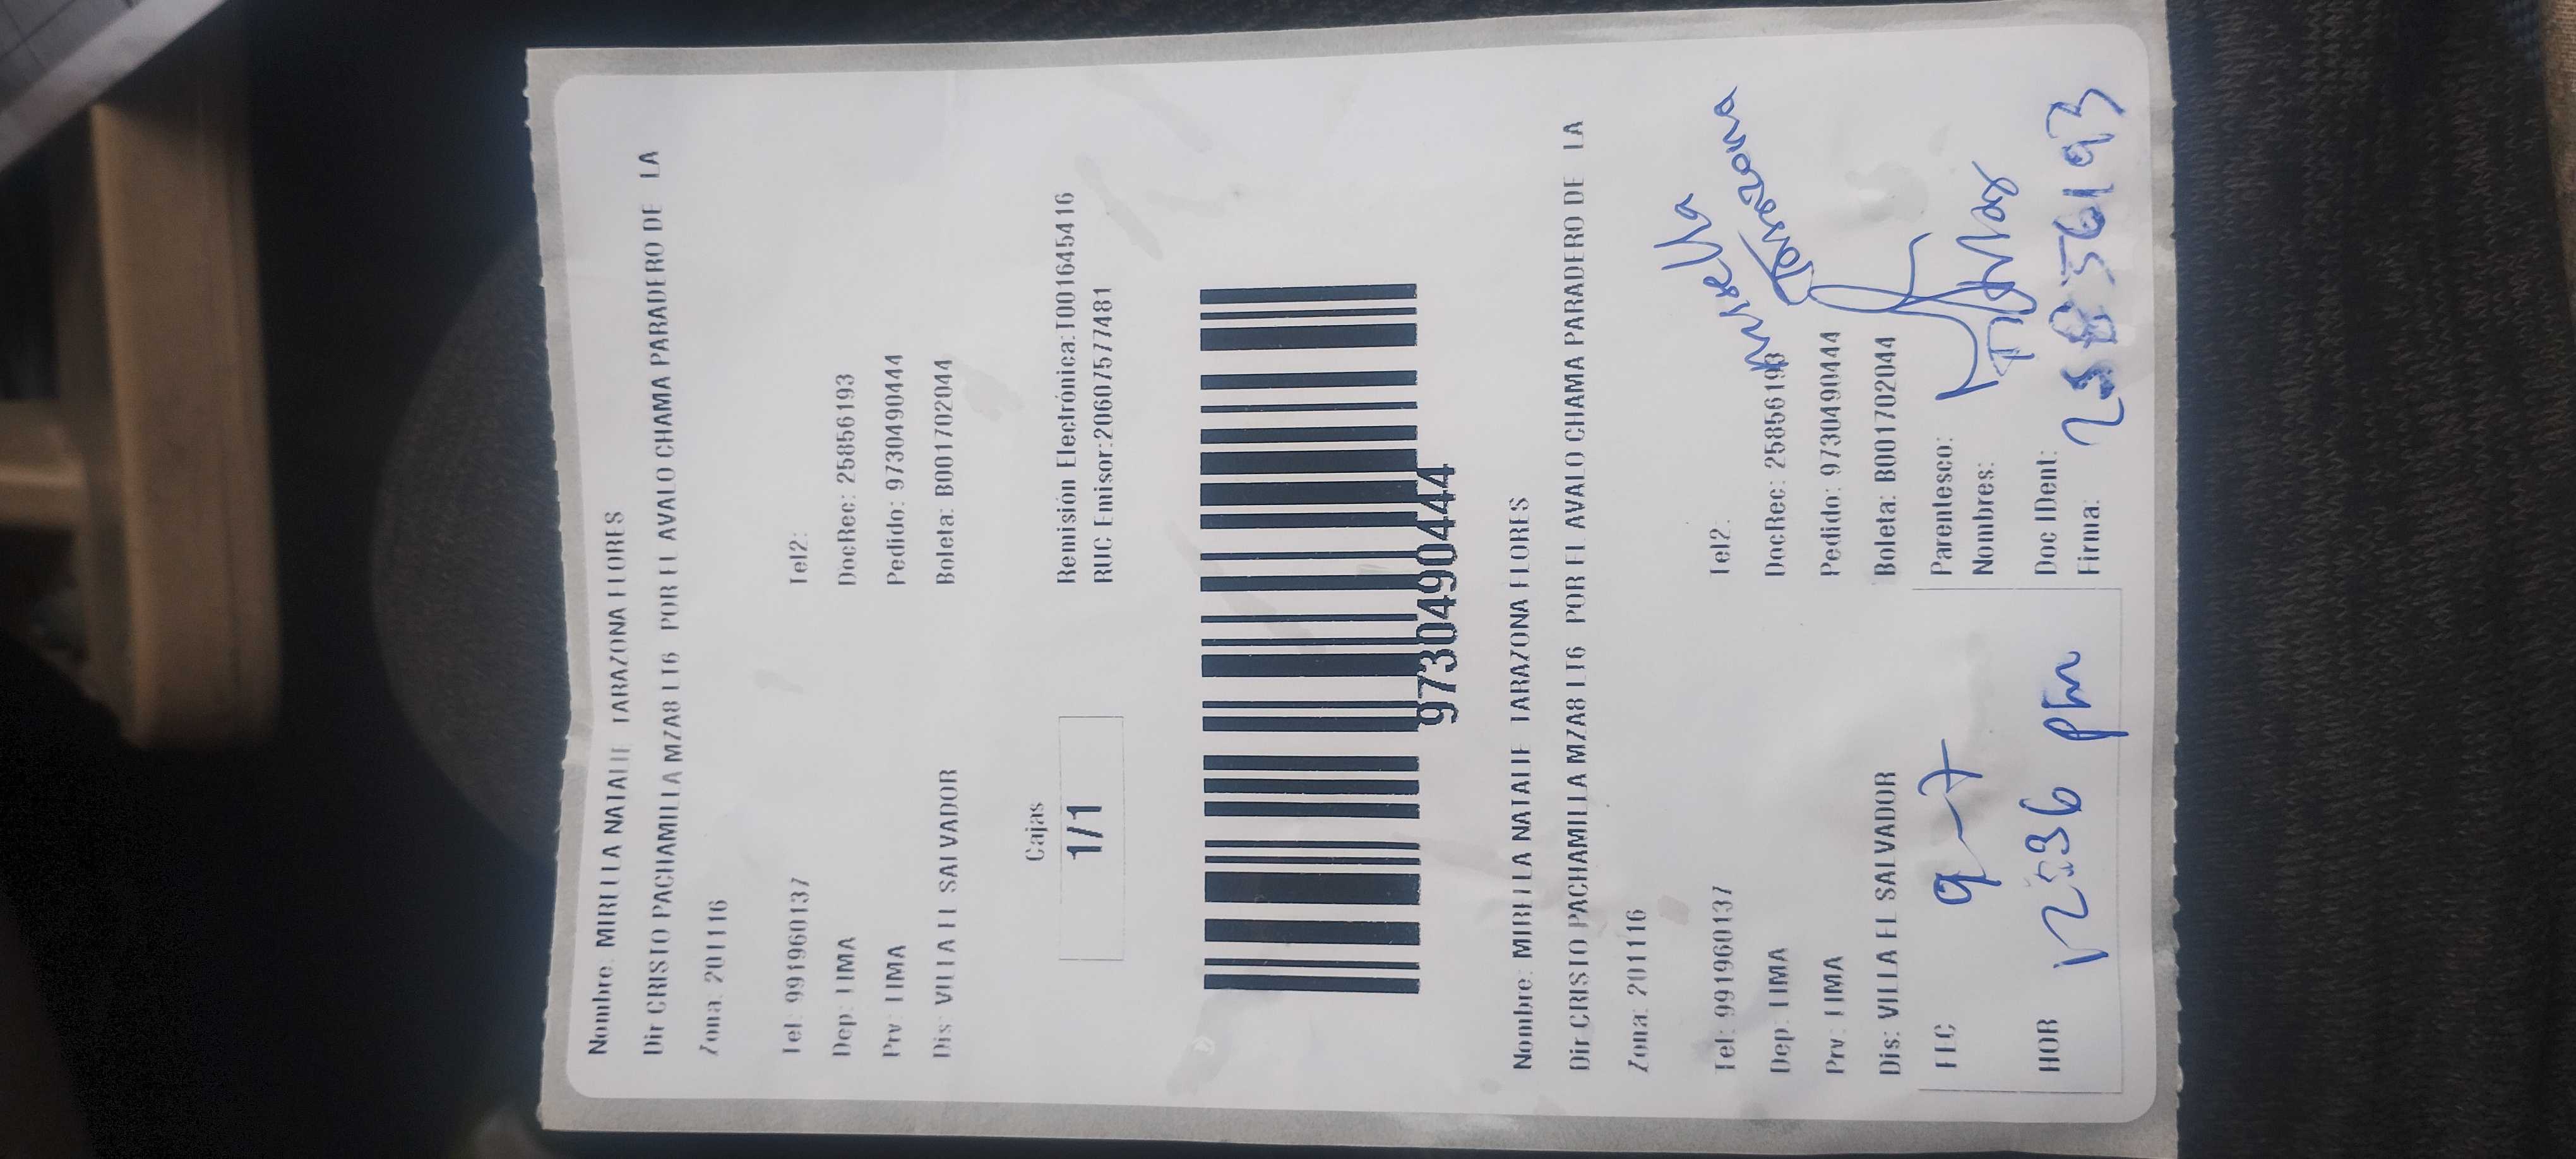 Nombre: MIRELLA NATALIE TARAZONA FLORES
Dir CRISTO PACHAMILLA MZA8 LT6 POR EL AVALO CHAMA PARADERO DE LA
Zona: 201116
Tel: 991960137 Tel2:
Dep: LIMA DocRec: 25856193
Prv: LIMA Pedido: 9730490444
Dis: VILLA EL SALVADOR Boleta: B001702044
Cajas
1/1
Remisión Electrónica:T001645416
RUC Emisor:20607577481
9730490444
Nombre: MIRELLA NATALIE TARAZONA FLORES
Dir CRISTO PACHAMILLA MZA8 LT6 POR EL AVALO CHAMA PARADERO DE LA
Zona: 201116
Tel: 991960137 Tel2:
Mirella
Tarazona
Dep: LIMA DocRec: 25856193
Prv: LIMA Pedido: 9730490444
Dis: VILLA EL SALVADOR Boleta: B001702044
FEC 9-7 Parentesco:
Nombres: Titular
HOR 12:36 pm Doc IDent: 25856193
Firma: